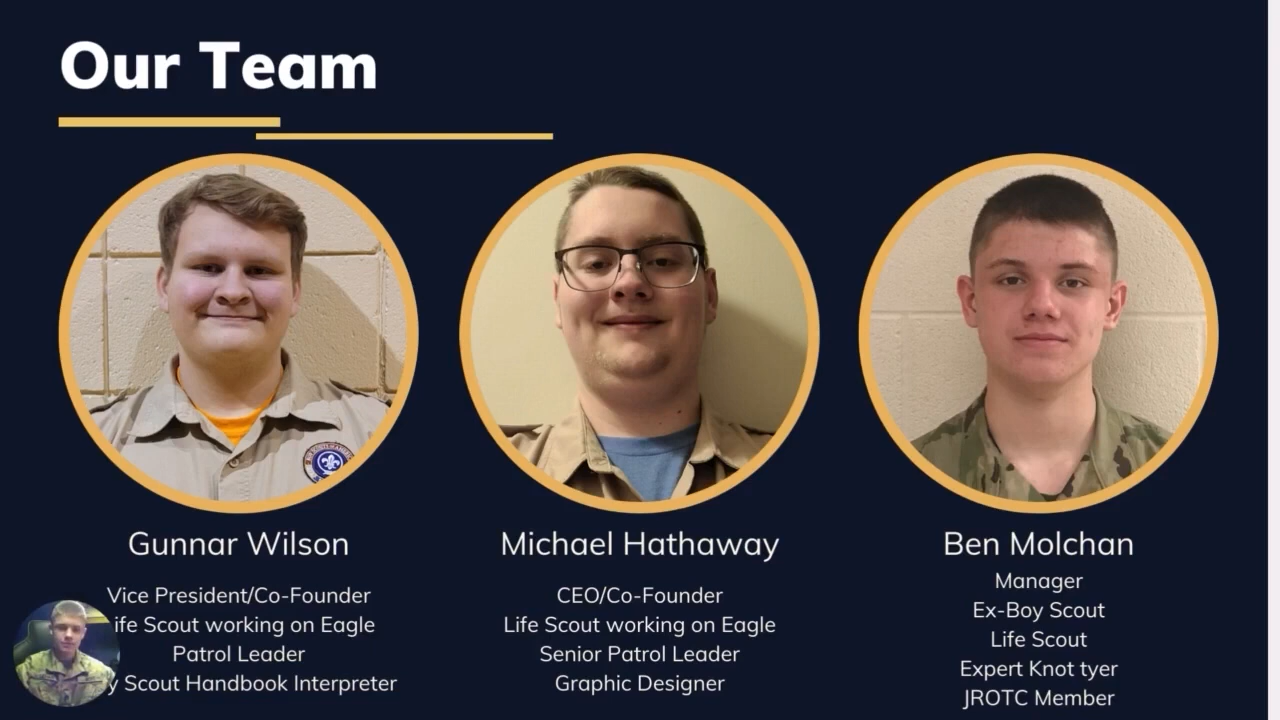 Our Team
Gunnar Wilson
Vice President/Co-Founder
ife Scout working on Eagle
Patrol Leader
y Scout Handbook Interpreter
Michael Hathaway
CEO/Co-Founder
Life Scout working on Eagle
Senior Patrol Leader
Graphic Designer
Ben Molchan
Manager
Ex-Boy Scout
Life Scout
Expert Knot tyer
JROTC Member